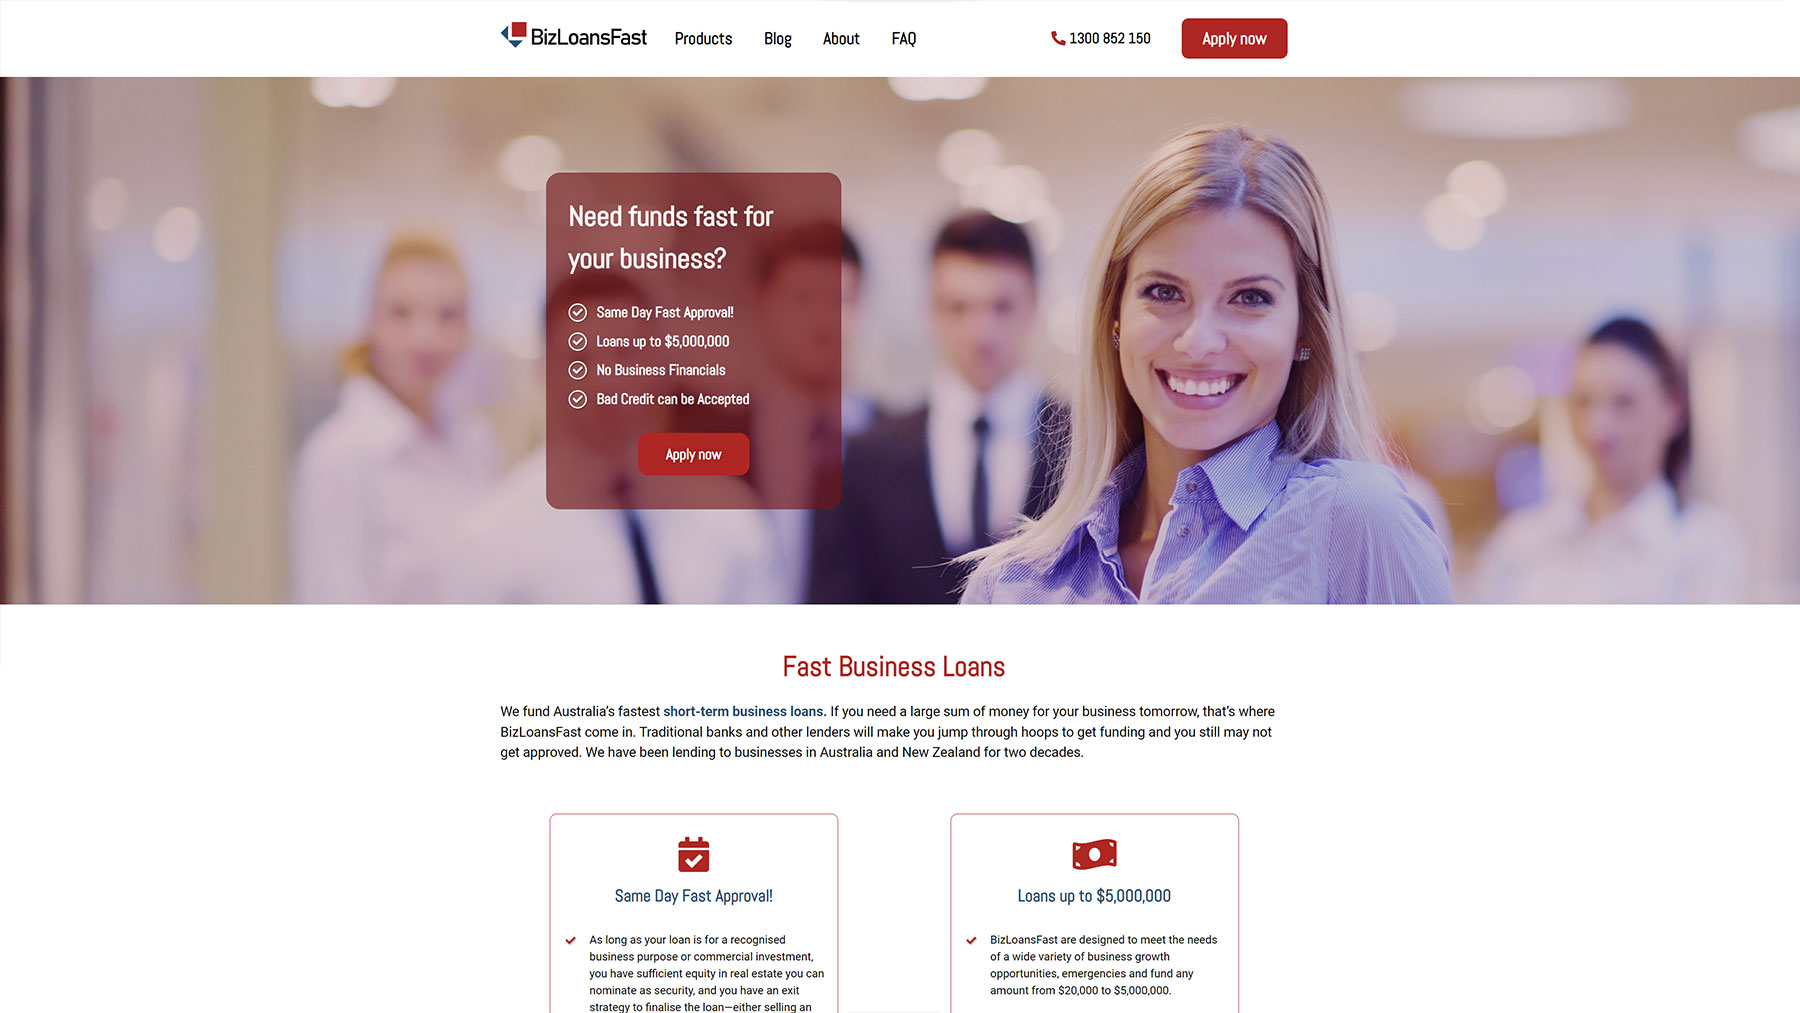 BizLoansFast Products Blog About FAQ 1300 852 150 Apply now
Need funds fast for
your business?
Same Day Fast Approval!
Loans up to $5,000,000
No Business Financials
Bad Credit can be Accepted
Apply now
Fast Business Loans
We fund Australia’s fastest short-term business loans. If you need a large sum of money for your business tomorrow, that’s where
BizLoansFast come in. Traditional banks and other lenders will make you jump through hoops to get funding and you still may not
get approved. We have been lending to businesses in Australia and New Zealand for two decades.
Same Day Fast Approval!
As long as your loan is for a recognised
business purpose or commercial investment,
you have sufficient equity in real estate you can
nominate as security, and you have an exit
strategy to finalise the loan—either selling an
Loans up to $5,000,000
BizLoansFast are designed to meet the needs
of a wide variety of business growth
opportunities, emergencies and fund any
amount from $20,000 to $5,000,000.